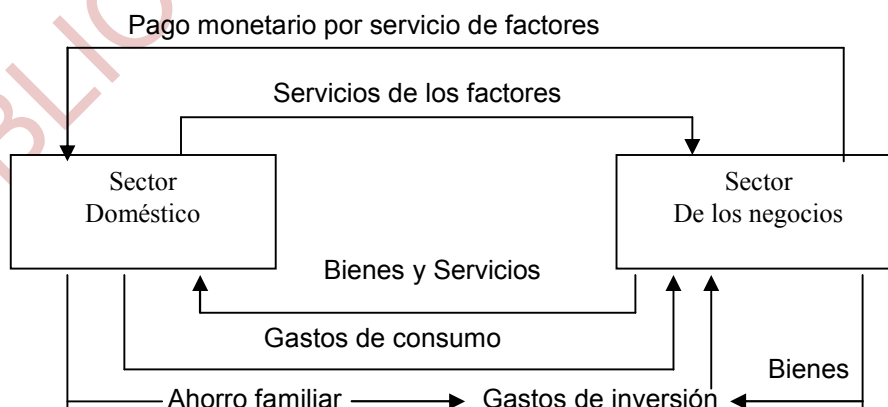 Pago monetario por servicio de factores
Servicios de los factores
Sector
Doméstico
Sector
De los negocios
Bienes y Servicios
Gastos de consumo
Bienes
Ahorro familiar
Gastos de inversión